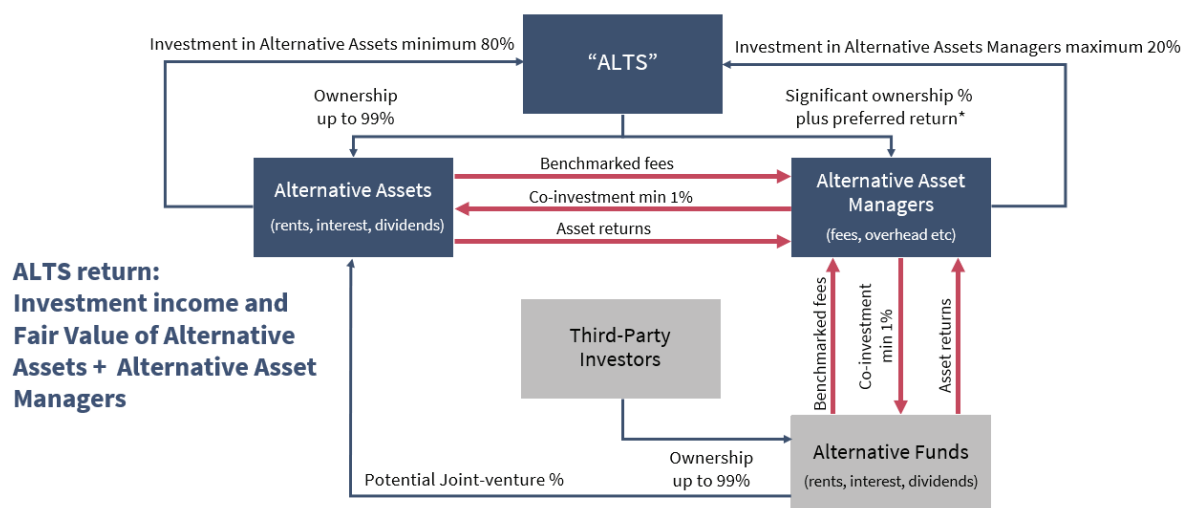 Investment in Alternative Assets minimum 80%
“ALTS”
Investment in Alternative Assets Managers maximum 20%
Ownership
up to 99%
Significant ownership %
plus preferred return*
Alternative Assets
(rents, interest, dividends)
Benchmarked fees
Co-investment min 1%
Asset returns
Alternative Asset
Managers
(fees, overhead etc)
ALTS return:
Investment income and
Fair Value of Alternative
Assets + Alternative Asset
Managers
Third-Party
Investors
Benchmarked fees
Co-investment
min 1%
Asset returns
Ownership
up to 99%
Alternative Funds
(rents, interest, dividends)
Potential Joint-venture %